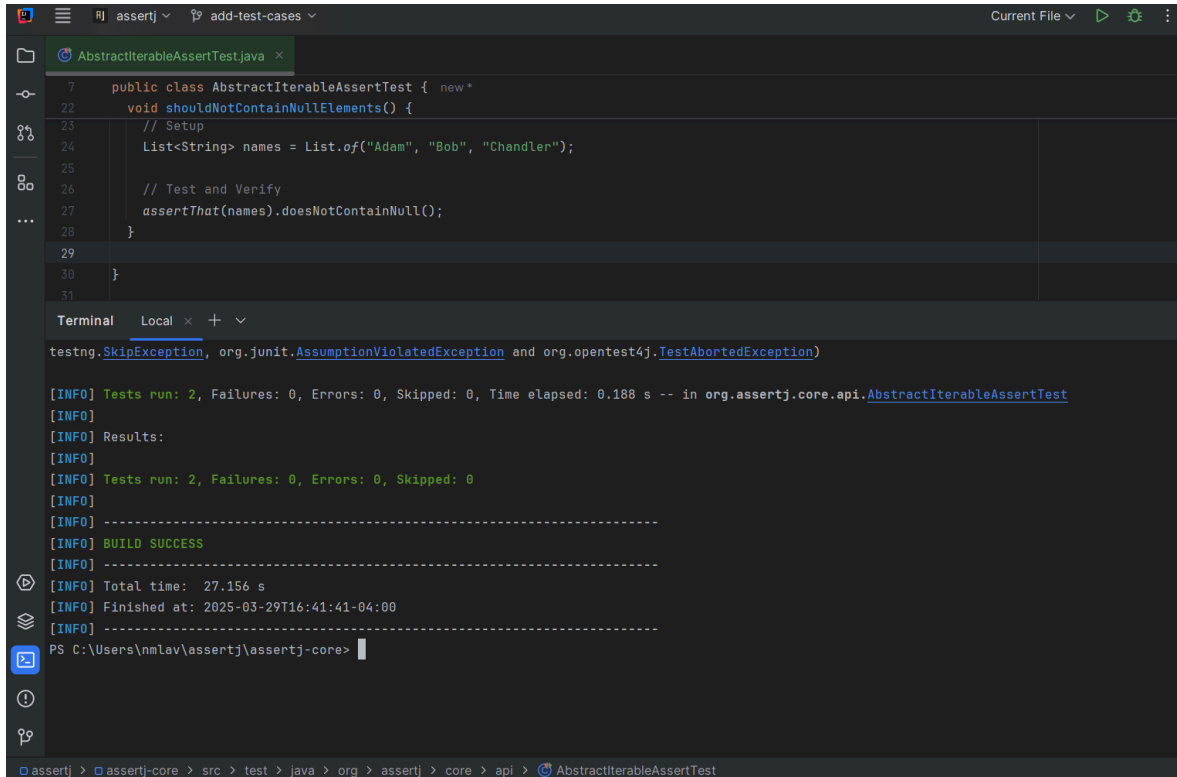 assertj add-test-cases Current File
AbstractIterableAssertTest.java
7 public class AbstractIterableAssertTest { new *
22 void shouldNotContainNullElements() {
23 // Setup
24 List<String> names = List.of("Adam", "Bob", "Chandler");
25
26 // Test and Verify
27 assertThat(names).doesNotContainNull();
28 }
29
30 }
31
Terminal Local
testng.SkipException, org.junit.AssumptionViolatedException and org.opentest4j.TestAbortedException)
[INFO] Tests run: 2, Failures: 0, Errors: 0, Skipped: 0, Time elapsed: 0.188 s -- in org.assertj.core.api.AbstractIterableAssertTest
[INFO]
[INFO] Results:
[INFO]
[INFO] Tests run: 2, Failures: 0, Errors: 0, Skipped: 0
[INFO]
[INFO] ------------------------------------------------------------------------
[INFO] BUILD SUCCESS
[INFO] ------------------------------------------------------------------------
[INFO] Total time:  27.156 s
[INFO] Finished at: 2025-03-29T16:41:41-04:00
[INFO] ------------------------------------------------------------------------
PS C:\Users\nmlav\assertj\assertj-core>
assertj > assertj-core > src > test > java > org > assertj > core > api > AbstractIterableAssertTest